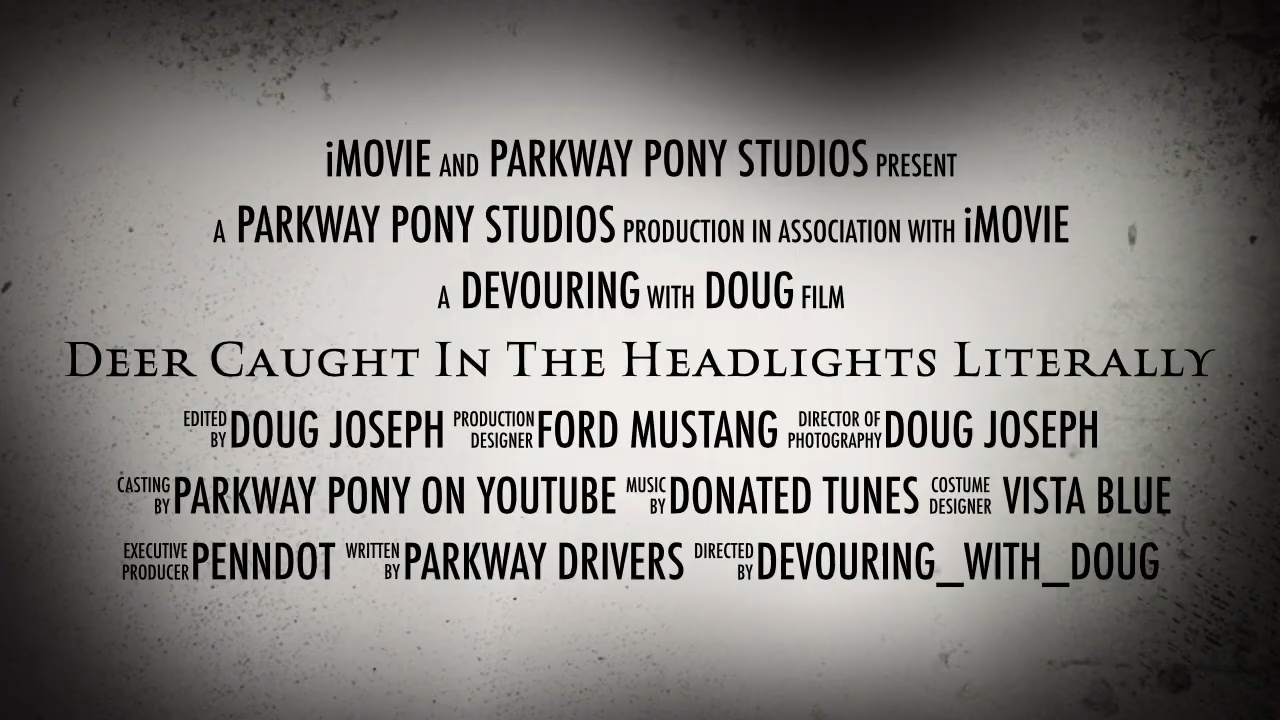 iMOVIE AND PARKWAY PONY STUDIOS PRESENT
A PARKWAY PONY STUDIOS PRODUCTION IN ASSOCIATION WITH iMOVIE
A DEVOURING WITH DOUG FILM
DEER CAUGHT IN THE HEADLIGHTS LITERALLY
EDITED BY DOUG JOSEPH PRODUCTION DESIGNER FORD MUSTANG DIRECTOR OF PHOTOGRAPHY DOUG JOSEPH
CASTING BY PARKWAY PONY ON YOUTUBE MUSIC BY DONATED TUNES COSTUME DESIGNER VISTA BLUE
EXECUTIVE PRODUCER PENNDOT WRITTEN BY PARKWAY DRIVERS DIRECTED BY DEVOURING_WITH_DOUG